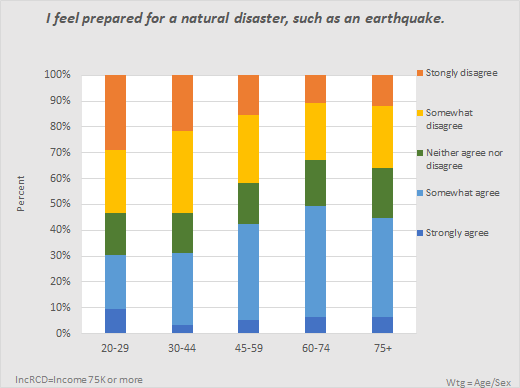 I feel prepared for a natural disaster, such as an earthquake.
100%
90%
80%
70%
60%
50%
40%
30%
20%
10%
0%
Percent
20-29
30-44
45-59
60-74
75+
Stongly disagree
Somewhat
disagree
Neither agree nor
disagree
Somewhat agree
Strongly agree
IncRCD=Income 75K or more
Wtg = Age/Sex